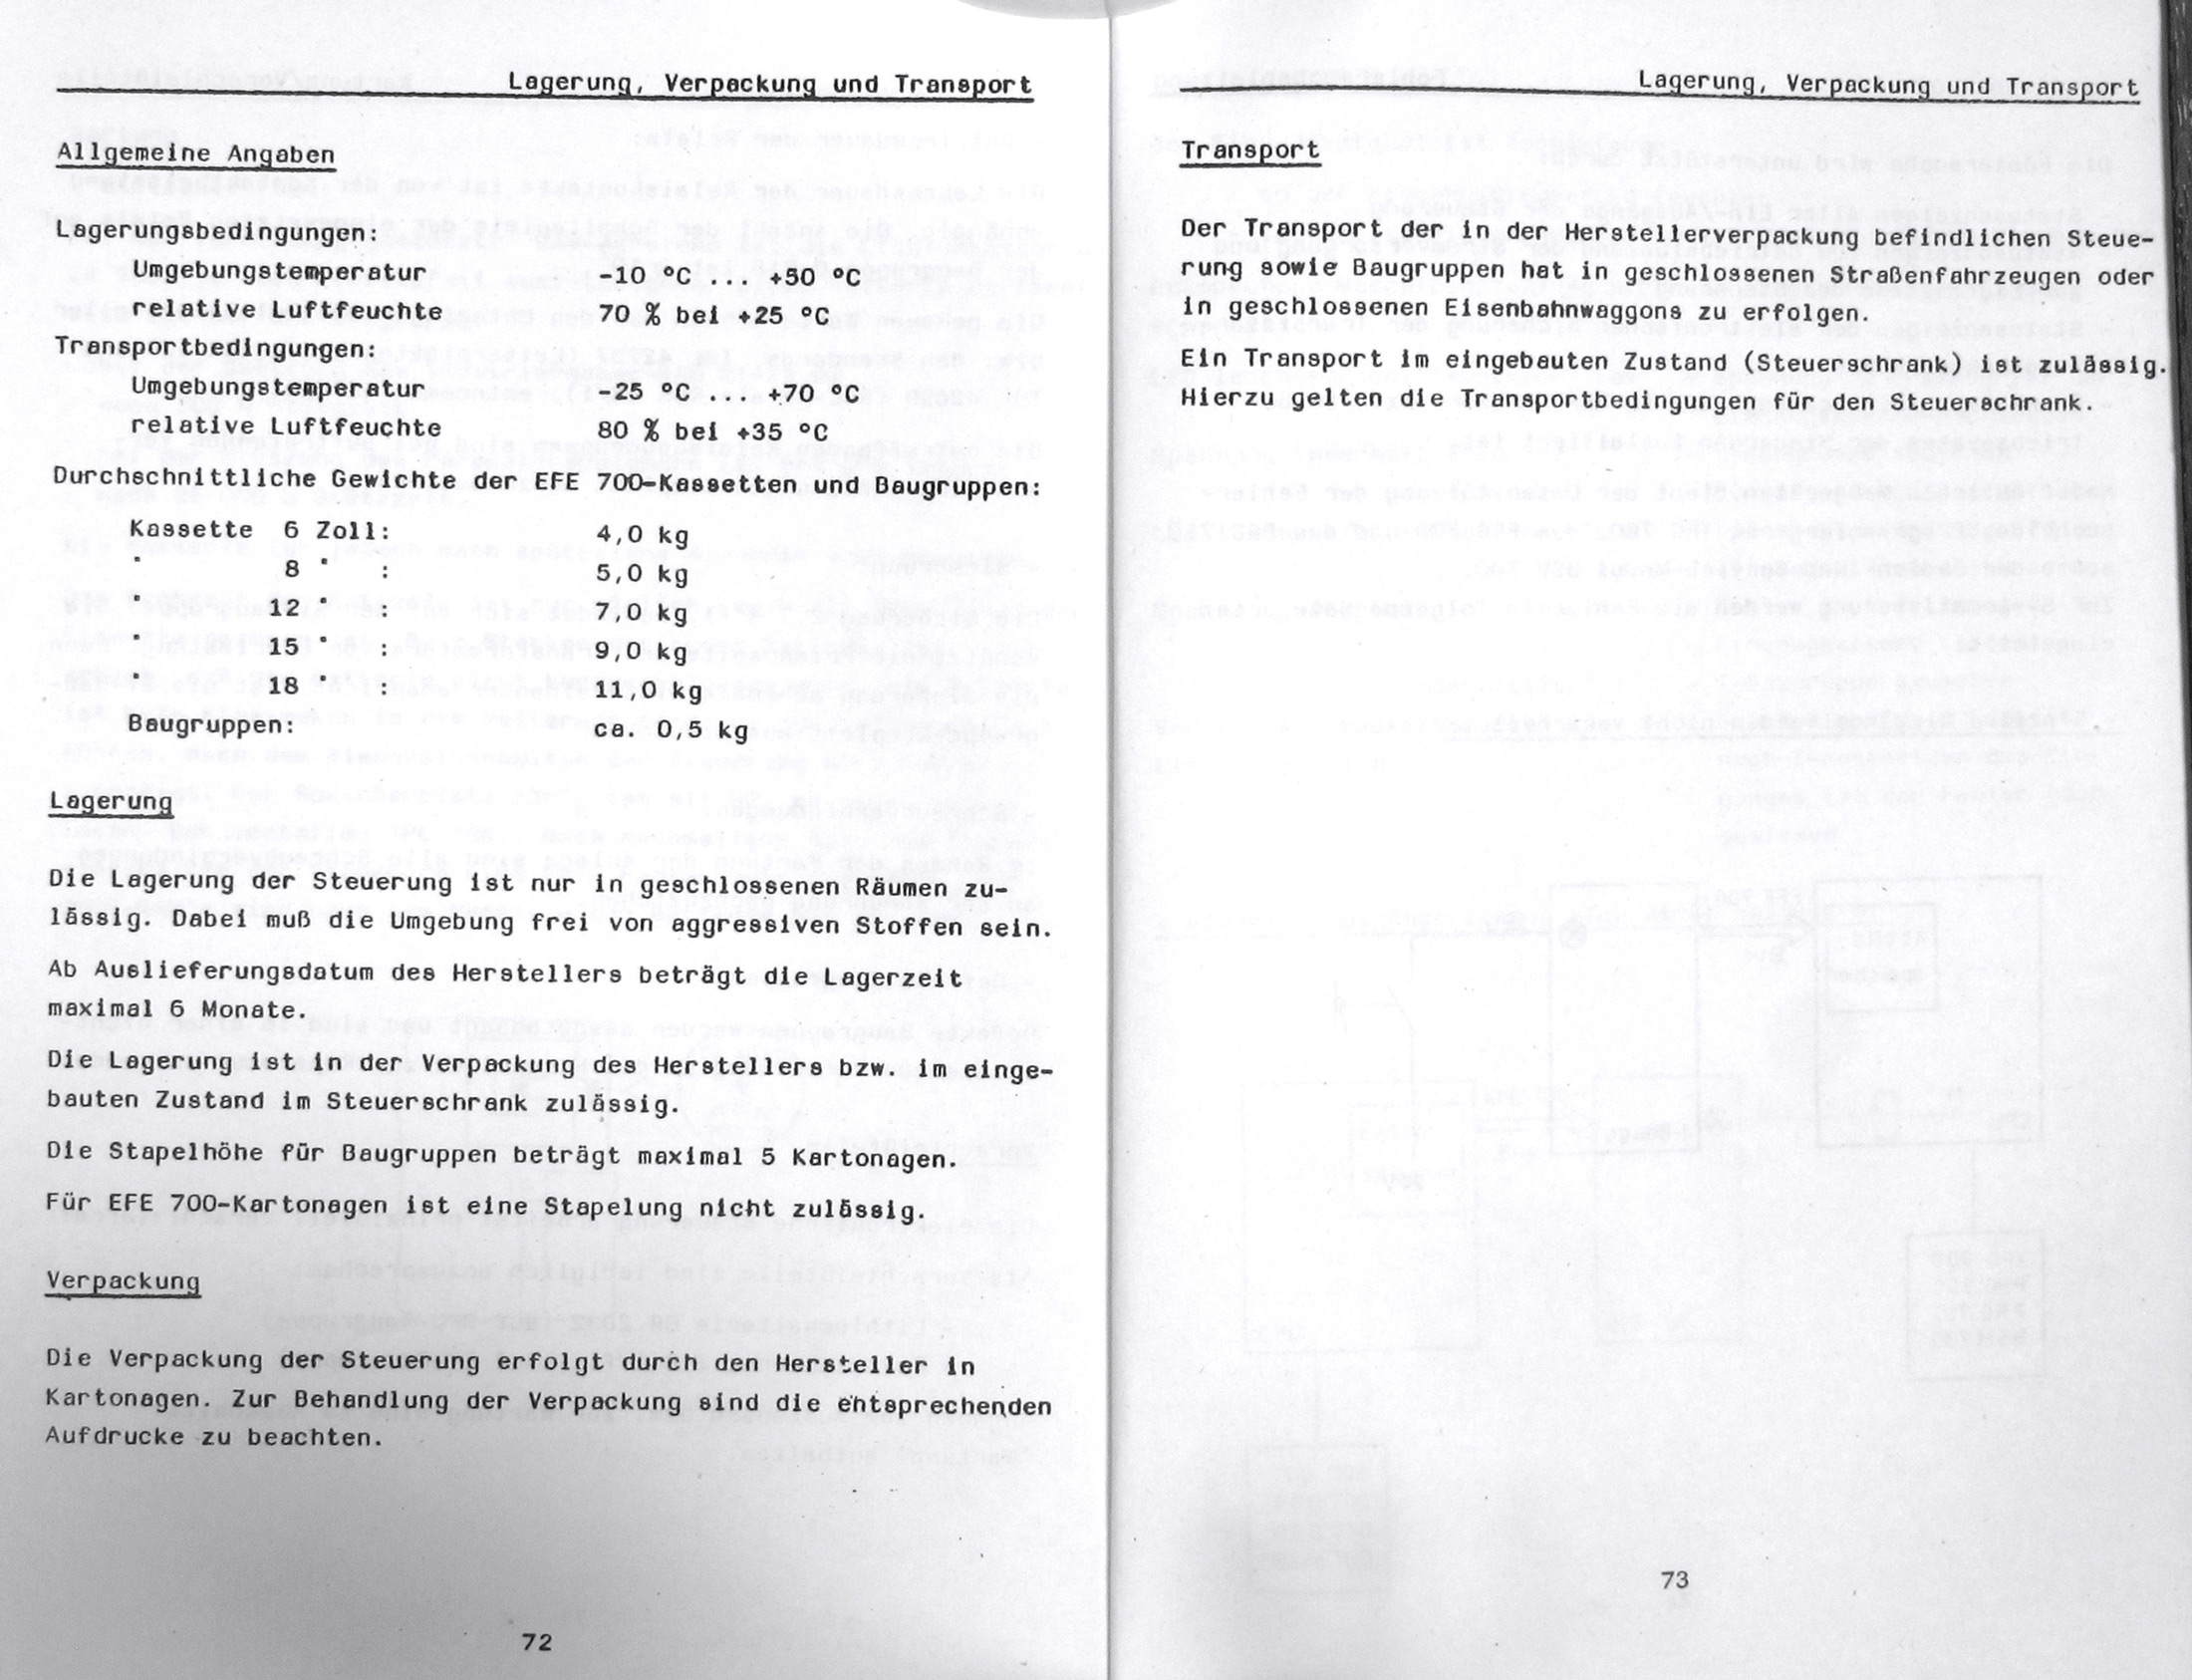 Lagerung, Verpackung und Transport
Allgemeine Angaben
Lagerungsbedingungen:
Umgebungstemperatur -10 °C ... +50 °C
relative Luftfeuchte 70 % bei +25 °C
Transportbedingungen:
Umgebungstemperatur -25 °C ... +70 °C
relative Luftfeuchte 80 % bei +35 °C
Durchschnittliche Gewichte der EFE 700-Kassetten und Baugruppen:
Kassette 6 Zoll: 4,0 kg
" 8 " : 5,0 kg
" 12 " : 7,0 kg
" 15 " : 9,0 kg
" 18 " : 11,0 kg
Baugruppen: ca. 0,5 kg
Lagerung
Die Lagerung der Steuerung ist nur in geschlossenen Räumen zu-
lässig. Dabei muß die Umgebung frei von aggressiven Stoffen sein.
Ab Auslieferungsdatum des Herstellers beträgt die Lagerzeit
maximal 6 Monate.
Die Lagerung ist in der Verpackung des Herstellers bzw. im einge-
bauten Zustand im Steuerschrank zulässig.
Die Stapelhöhe für Baugruppen beträgt maximal 5 Kartonagen.
Für EFE 700-Kartonagen ist eine Stapelung nicht zulässig.
Verpackung
Die Verpackung der Steuerung erfolgt durch den Hersteller in
Kartonagen. Zur Behandlung der Verpackung sind die entsprechenden
Aufdrucke zu beachten.
72
Lagerung, Verpackung und Transport
Transport
Der Transport der in der Herstellerverpackung befindlichen Steue-
rung sowie Baugruppen hat in geschlossenen Straßenfahrzeugen oder
in geschlossenen Eisenbahnwaggons zu erfolgen.
Ein Transport im eingebauten Zustand (Steuerschrank) ist zulässig.
Hierzu gelten die Transportbedingungen für den Steuerschrank.
73